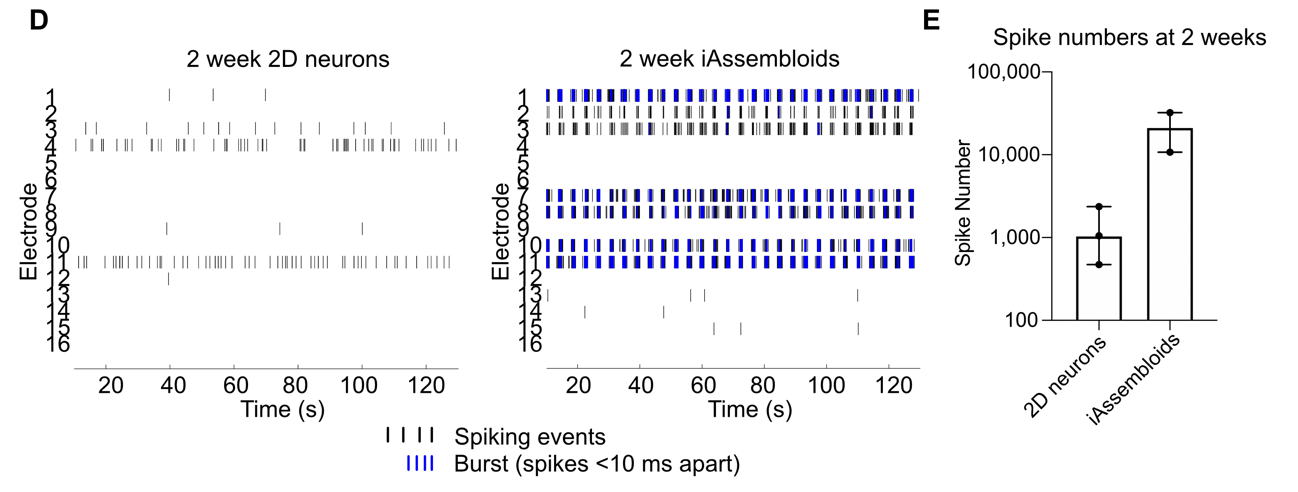 D
2 week 2D neurons
Electrode
1
2
3
4
5
6
7
8
9
10
11
12
13
14
15
16
20 40 60 80 100 120
Time (s)
2 week iAssembloids
Electrode
1
2
3
4
5
6
7
8
9
10
11
12
13
14
15
16
20 40 60 80 100 120
Time (s)
Spiking events
Burst (spikes <10 ms apart)
E
Spike numbers at 2 weeks
Spike Number
100,000
10,000
1,000
100
2D neurons
iAssembloids